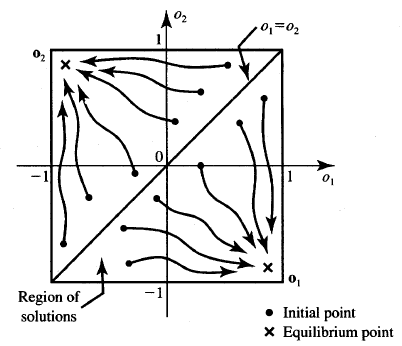 o₂
1
o₁=o₂
o₂
0
−1
1
o₁
o₁
−1
Region of
solutions
Initial point
Equilibrium point